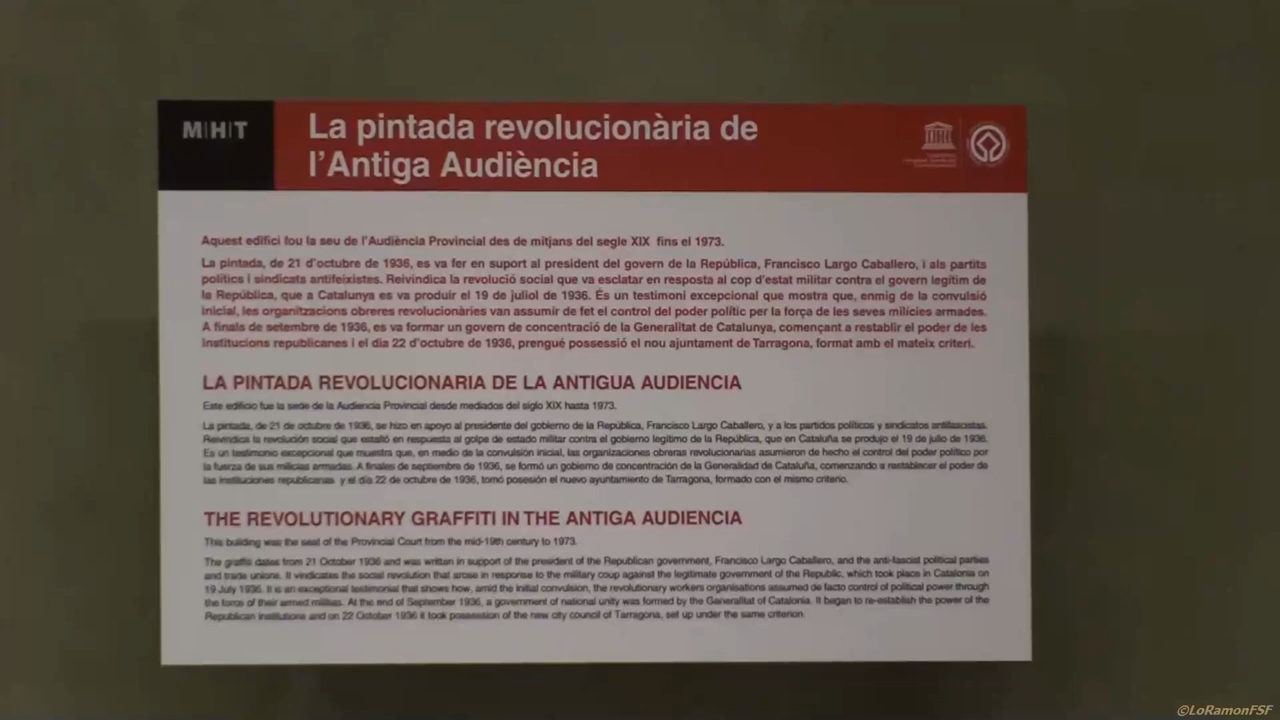 M|H|T
La pintada revolucionària de
l'Antiga Audiència
Aquest edifici fou la seu de l'Audiència Provincial des de mitjans del segle XIX fins el 1973.
La pintada, de 21 d'octubre de 1936, es va fer en suport al president del govern de la República, Francisco Largo Caballero, i als partits
polítics i sindicats antifeixistes. Reivindica la revolució social que va esclatar en resposta al cop d'estat militar contra el govern legítim de
la República, que a Catalunya es va produir el 19 de juliol de 1936. És un testimoni excepcional que mostra que, enmig de la convulsió
inicial, les organitzacions obreres revolucionàries van assumir de fet el control del poder polític per la força de les seves milícies armades.
A finals de setembre de 1936, es va formar un govern de concentració de la Generalitat de Catalunya, començant a restablir el poder de les
institucions republicanes i el dia 22 d'octubre de 1936, prengué possessió el nou ajuntament de Tarragona, format amb el mateix criteri.
LA PINTADA REVOLUCIONARIA DE LA ANTIGUA AUDIENCIA
Este edificio fue la sede de la Audiencia Provincial desde mediados del siglo XIX hasta 1973.
La pintada, de 21 de octubre de 1936, se hizo en apoyo al presidente del gobierno de la República, Francisco Largo Caballero, y a los partidos políticos y sindicatos antifascistas.
Reivindica la revolución social que estalló en respuesta al golpe de estado militar contra el gobierno legítimo de la República, que en Cataluña se produjo el 19 de julio de 1936.
Es un testimonio excepcional que muestra que, en medio de la convulsión inicial, las organizaciones obreras revolucionarias asumieron de hecho el control del poder político por
la fuerza de sus milicias armadas. A finales de septiembre de 1936, se formó un gobierno de concentración de la Generalidad de Cataluña, comenzando a restablecer el poder de
las instituciones republicanas y el día 22 de octubre de 1936, tomó posesión el nuevo ayuntamiento de Tarragona, formado con el mismo criterio.
THE REVOLUTIONARY GRAFFITI IN THE ANTIGA AUDIENCIA
This building was the seat of the Provincial Court from the mid-19th century to 1973.
The graffiti dates from 21 October 1936 and was written in support of the president of the Republican government, Francisco Largo Caballero, and the anti-fascist political parties
and trade unions. It vindicates the social revolution that arose in response to the military coup against the legitimate government of the Republic, which took place in Catalonia on
19 July 1936. It is an exceptional testimonial that shows how, amid the initial convulsion, the revolutionary workers organisations assumed de facto control of political power through
the force of their armed militias. At the end of September 1936, a government of national unity was formed by the Generalitat of Catalonia. It began to re-establish the power of the
Republican institutions and on 22 October 1936 it took possession of the new city council of Tarragona, set up under the same criterion.
©LoRamonFSF